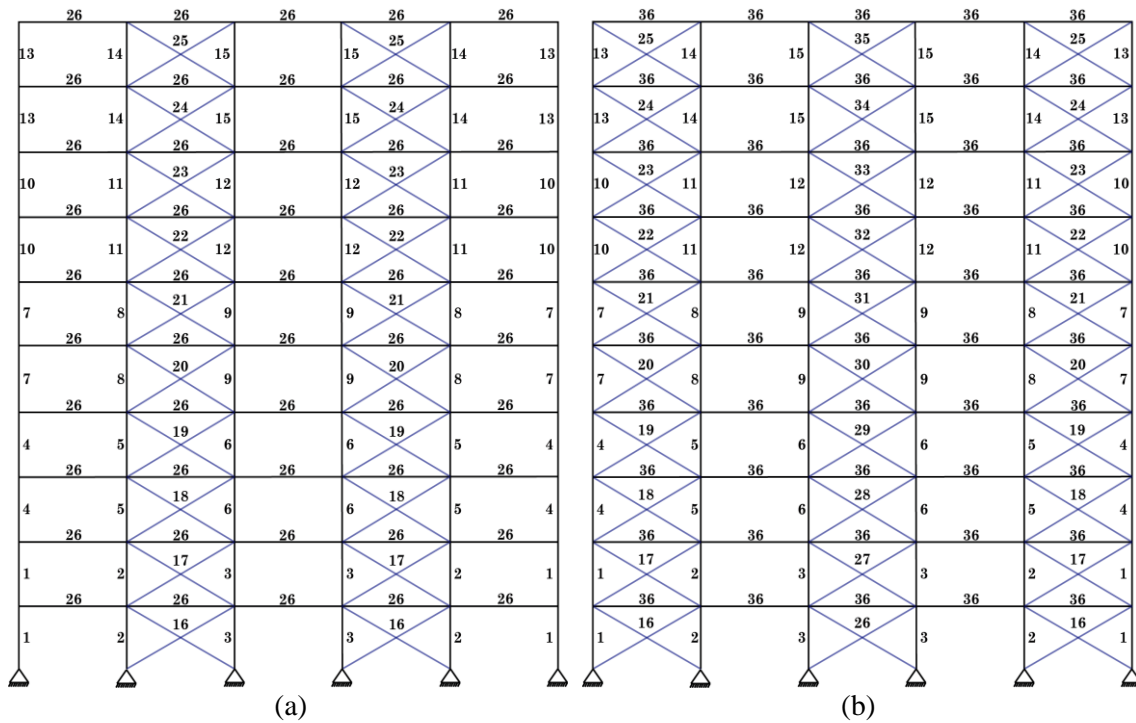 26 26 26 26 26
25 25
13 14 15 15 14 13
26 26 26 26 26
24 24
13 14 15 15 14 13
26 26 26 26 26
23 23
10 11 12 12 11 10
26 26 26 26 26
22 22
10 11 12 12 11 10
26 26 26 26 26
21 21
7 8 9 9 8 7
26 26 26 26 26
20 20
7 8 9 9 8 7
26 26 26 26 26
19 19
4 5 6 6 5 4
26 26 26 26 26
18 18
4 5 6 6 5 4
26 26 26 26 26
17 17
1 2 3 3 2 1
26 26 26 26 26
16 16
1 2 3 3 2 1
(a)
36 36 36 36 36
25 35 25
13 14 15 15 14 13
36 36 36 36 36
24 34 24
13 14 15 15 14 13
36 36 36 36 36
23 33 23
10 11 12 12 11 10
36 36 36 36 36
22 32 22
10 11 12 12 11 10
36 36 36 36 36
21 31 21
7 8 9 9 8 7
36 36 36 36 36
20 30 20
7 8 9 9 8 7
36 36 36 36 36
19 29 19
4 5 6 6 5 4
36 36 36 36 36
18 28 18
4 5 6 6 5 4
36 36 36 36 36
17 27 17
1 2 3 3 2 1
36 36 36 36 36
16 26 16
1 2 3 3 2 1
(b)